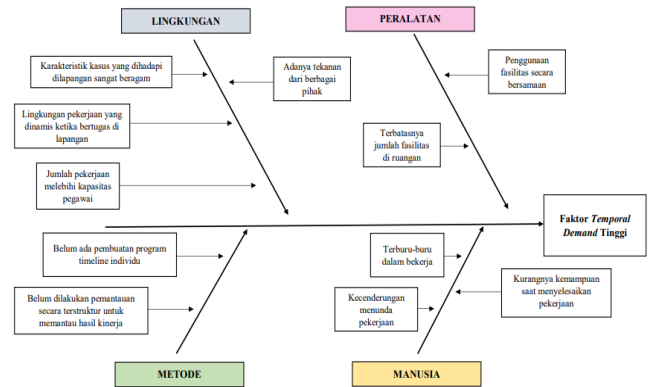 LINGKUNGAN
PERALATAN
Karakteristik kasus yang dihadapi
dilapangan sangat beragam
Adanya tekanan
dari berbagai
pihak
Penggunaan
fasilitas secara
bersamaan
Lingkungan pekerjaan yang
dinamis ketika bertugas di
lapangan
Terbatasnya
jumlah fasilitas
di ruangan
Jumlah pekerjaan
melebihi kapasitas
pegawai
Faktor Temporal
Demand Tinggi
Belum ada pembuatan program
timeline individu
Terburu-buru
dalam bekerja
Kurangnya kemampuan
saat menyelesaikan
pekerjaan
Belum dilakukan pemantauan
secara terstruktur untuk
memantau hasil kinerja
Kecenderungan
menunda
pekerjaan
METODE
MANUSIA